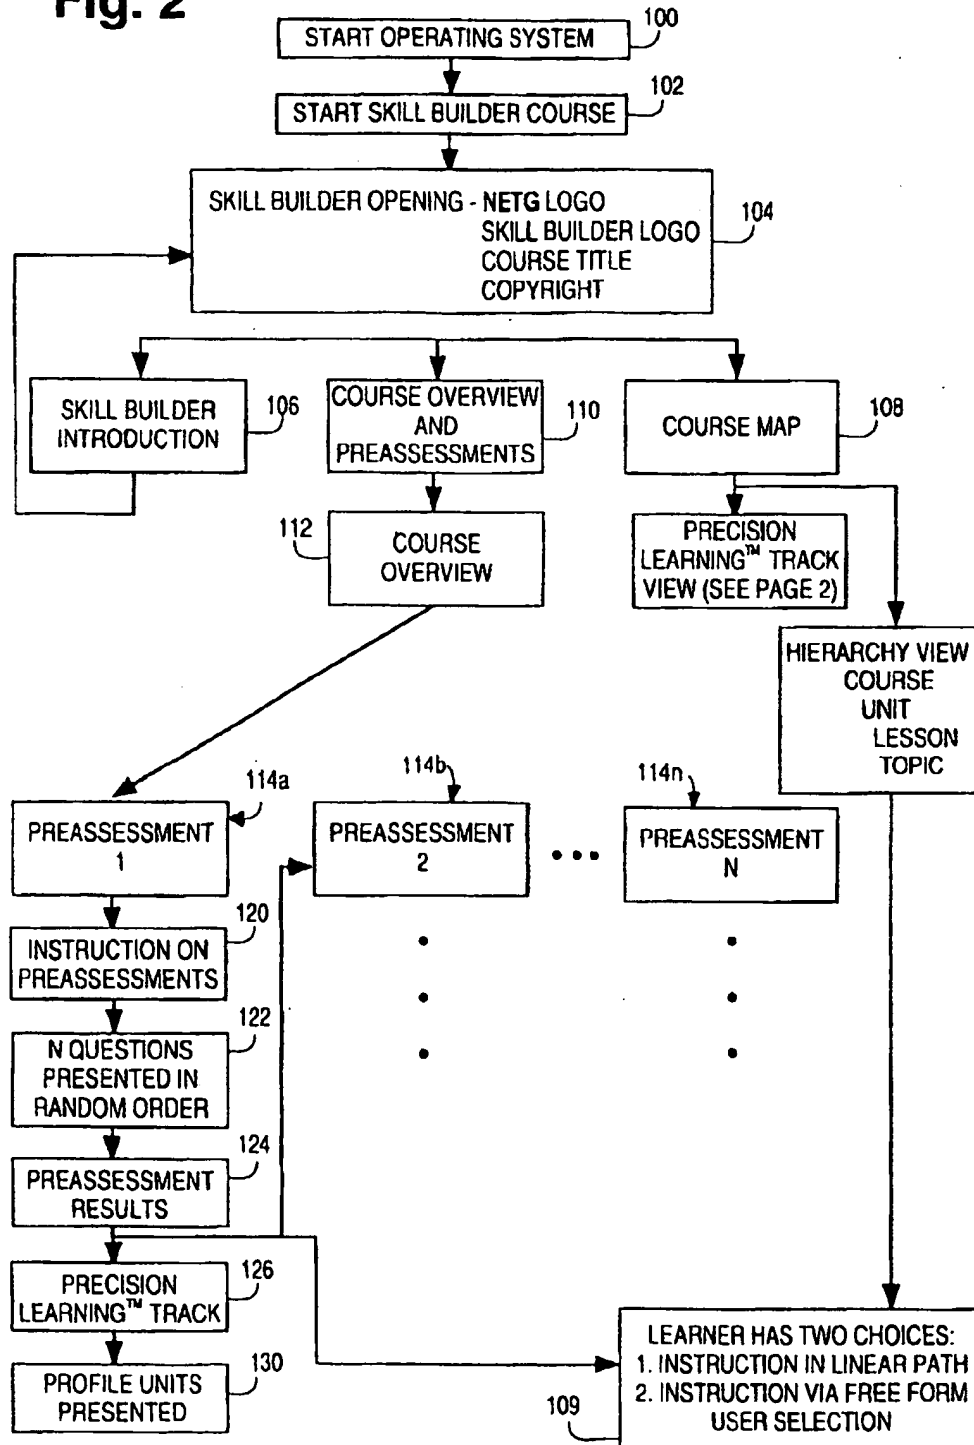 Fig. 2
START OPERATING SYSTEM
100
START SKILL BUILDER COURSE
102
SKILL BUILDER OPENING - NETG LOGO
SKILL BUILDER LOGO
COURSE TITLE
COPYRIGHT
104
SKILL BUILDER
INTRODUCTION
106
COURSE OVERVIEW
AND
PREASSESSMENTS
110
COURSE MAP
108
112
COURSE
OVERVIEW
PRECISION
LEARNING™ TRACK
VIEW (SEE PAGE 2)
HIERARCHY VIEW
COURSE
UNIT
LESSON
TOPIC
PREASSESSMENT
1
114a
114b
PREASSESSMENT
2
114n
PREASSESSMENT
N
120
INSTRUCTION ON
PREASSESSMENTS
122
N QUESTIONS
PRESENTED IN
RANDOM ORDER
124
PREASSESSMENT
RESULTS
126
PRECISION
LEARNING™ TRACK
130
PROFILE UNITS
PRESENTED
LEARNER HAS TWO CHOICES:
1. INSTRUCTION IN LINEAR PATH
2. INSTRUCTION VIA FREE FORM
USER SELECTION
109